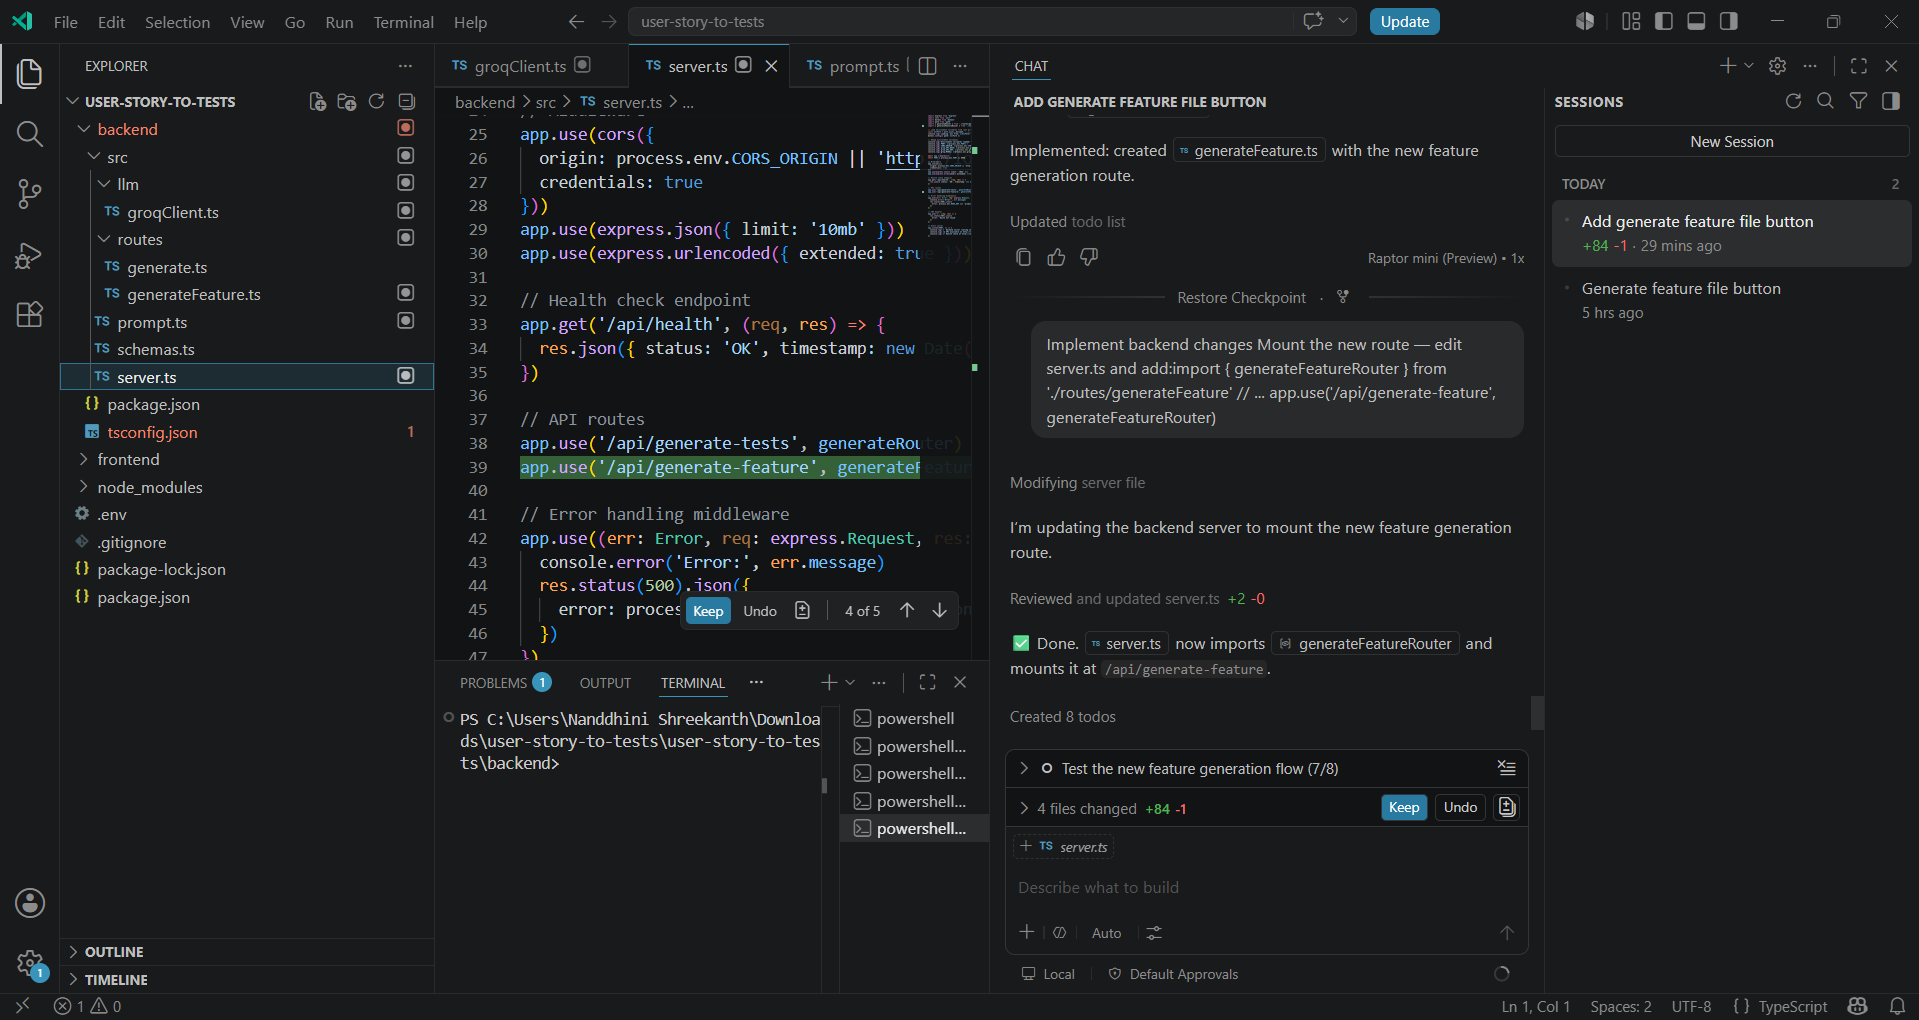 File Edit Selection View Go Run Terminal Help
user-story-to-tests
Update
EXPLORER
USER-STORY-TO-TESTS
backend
src
llm
TS groqClient.ts
routes
TS generate.ts
TS generateFeature.ts
TS prompt.ts
TS schemas.ts
TS server.ts
{} package.json
TS tsconfig.json 1
frontend
node_modules
.env
.gitignore
{} package-lock.json
{} package.json
OUTLINE
TIMELINE
TS groqClient.ts
TS server.ts
TS prompt.ts
backend > src > TS server.ts > ...
25 app.use(cors({
26 origin: process.env.CORS_ORIGIN || 'http
27 credentials: true
28 }))
29 app.use(express.json({ limit: '10mb' }))
30 app.use(express.urlencoded({ extended: true }))
31
32 // Health check endpoint
33 app.get('/api/health', (req, res) => {
34 res.json({ status: 'OK', timestamp: new Date(
35 })
36
37 // API routes
38 app.use('/api/generate-tests', generateRouter)
39 app.use('/api/generate-feature', generateFeatur
40
41 // Error handling middleware
42 app.use((err: Error, req: express.Request, res:
43 console.error('Error:', err.message)
44 res.status(500).json({
45 error: proces
46 })
47 })
Keep Undo 4 of 5
PROBLEMS 1 OUTPUT TERMINAL
PS C:\Users\Nanddhini Shreekanth\Downloa
ds\user-story-to-tests\user-story-to-tes
ts\backend>
powershell
powershell...
powershell...
powershell...
powershell...
CHAT
ADD GENERATE FEATURE FILE BUTTON
Implemented: created TS generateFeature.ts with the new feature
generation route.
Updated todo list
Raptor mini (Preview) • 1x
Restore Checkpoint ·
Implement backend changes Mount the new route — edit
server.ts and add:import { generateFeatureRouter } from
'./routes/generateFeature' // ... app.use('/api/generate-feature',
generateFeatureRouter)
Modifying server file
I'm updating the backend server to mount the new feature generation
route.
Reviewed and updated server.ts +2 -0
✅ Done. TS server.ts now imports generateFeatureRouter and
mounts it at /api/generate-feature.
Created 8 todos
Test the new feature generation flow (7/8)
4 files changed +84 -1 Keep Undo
TS server.ts
Describe what to build
Auto
Local Default Approvals
SESSIONS
New Session
TODAY 2
Add generate feature file button
+84 -1 · 29 mins ago
Generate feature file button
5 hrs ago
1
1 0
Ln 1, Col 1 Spaces: 2 UTF-8 {} TypeScript